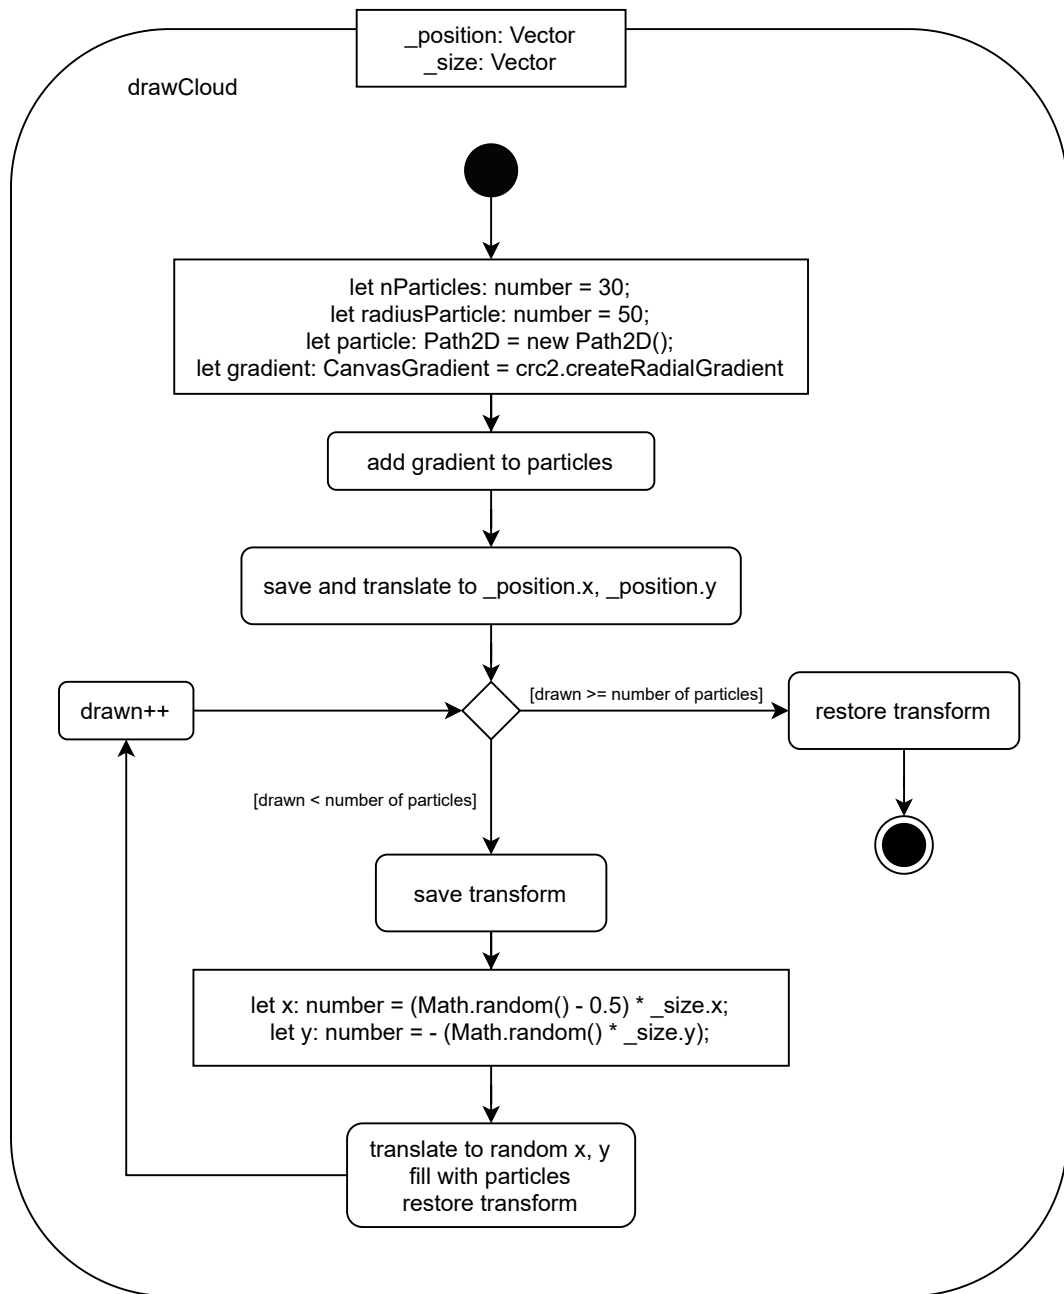 _position: Vector
_size: Vector
drawCloud
let nParticles: number = 30;
let radiusParticle: number = 50;
let particle: Path2D = new Path2D();
let gradient: CanvasGradient = crc2.createRadialGradient
add gradient to particles
save and translate to _position.x, _position.y
drawn++
[drawn >= number of particles]
restore transform
[drawn < number of particles]
save transform
let x: number = (Math.random() - 0.5) * _size.x;
let y: number = - (Math.random() * _size.y);
translate to random x, y
fill with particles
restore transform